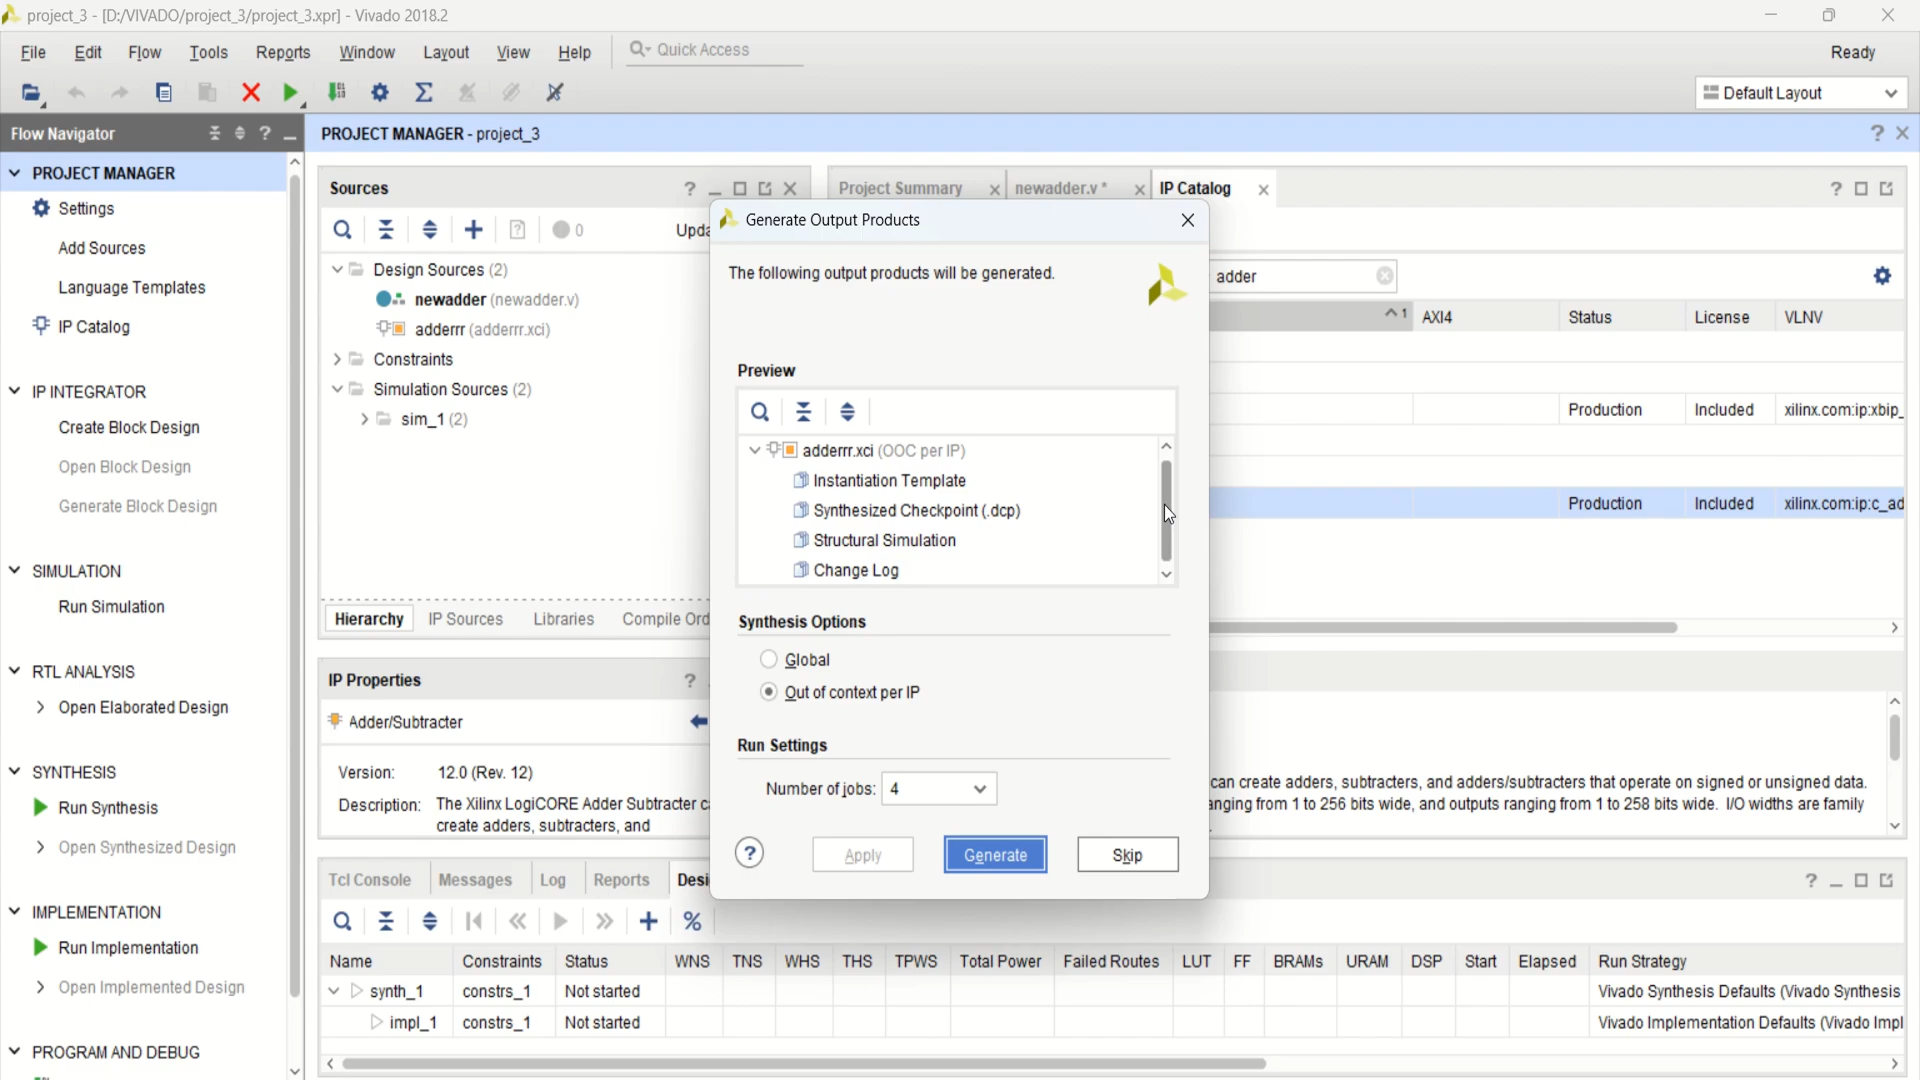 project_3 - [D:/VIVADO/project_3/project_3.xpr] - Vivado 2018.2
File Edit Flow Tools Reports Window Layout View Help Quick Access Ready
Default Layout
Flow Navigator
PROJECT MANAGER - project_3
PROJECT MANAGER
Settings
Add Sources
Language Templates
IP Catalog
IP INTEGRATOR
Create Block Design
Open Block Design
Generate Block Design
SIMULATION
Run Simulation
RTL ANALYSIS
Open Elaborated Design
SYNTHESIS
Run Synthesis
Open Synthesized Design
IMPLEMENTATION
Run Implementation
Open Implemented Design
PROGRAM AND DEBUG
Sources
0 Upda
Design Sources (2)
newadder (newadder.v)
adderrr (adderrr.xci)
Constraints
Simulation Sources (2)
sim_1 (2)
Hierarchy IP Sources Libraries Compile Ord
IP Properties
Adder/Subtracter
Version: 12.0 (Rev. 12)
Description: The Xilinx LogiCORE Adder Subtracter c
create adders, subtracters, and
Project Summary newadder.v * IP Catalog
adder
1 AXI4 Status License VLNV
Production Included xilinx.com:ip:xbip_
Production Included xilinx.com:ip:c_ad
can create adders, subtracters, and adders/subtracters that operate on signed or unsigned data.
anging from 1 to 256 bits wide, and outputs ranging from 1 to 258 bits wide. I/O widths are family
Generate Output Products
The following output products will be generated.
Preview
adderrr.xci (OOC per IP)
Instantiation Template
Synthesized Checkpoint (.dcp)
Structural Simulation
Change Log
Synthesis Options
Global
Out of context per IP
Run Settings
Number of jobs: 4
? Apply Generate Skip
Tcl Console Messages Log Reports Desi
Name Constraints Status WNS TNS WHS THS TPWS Total Power Failed Routes LUT FF BRAMs URAM DSP Start Elapsed Run Strategy
synth_1 constrs_1 Not started Vivado Synthesis Defaults (Vivado Synthesis
impl_1 constrs_1 Not started Vivado Implementation Defaults (Vivado Impl